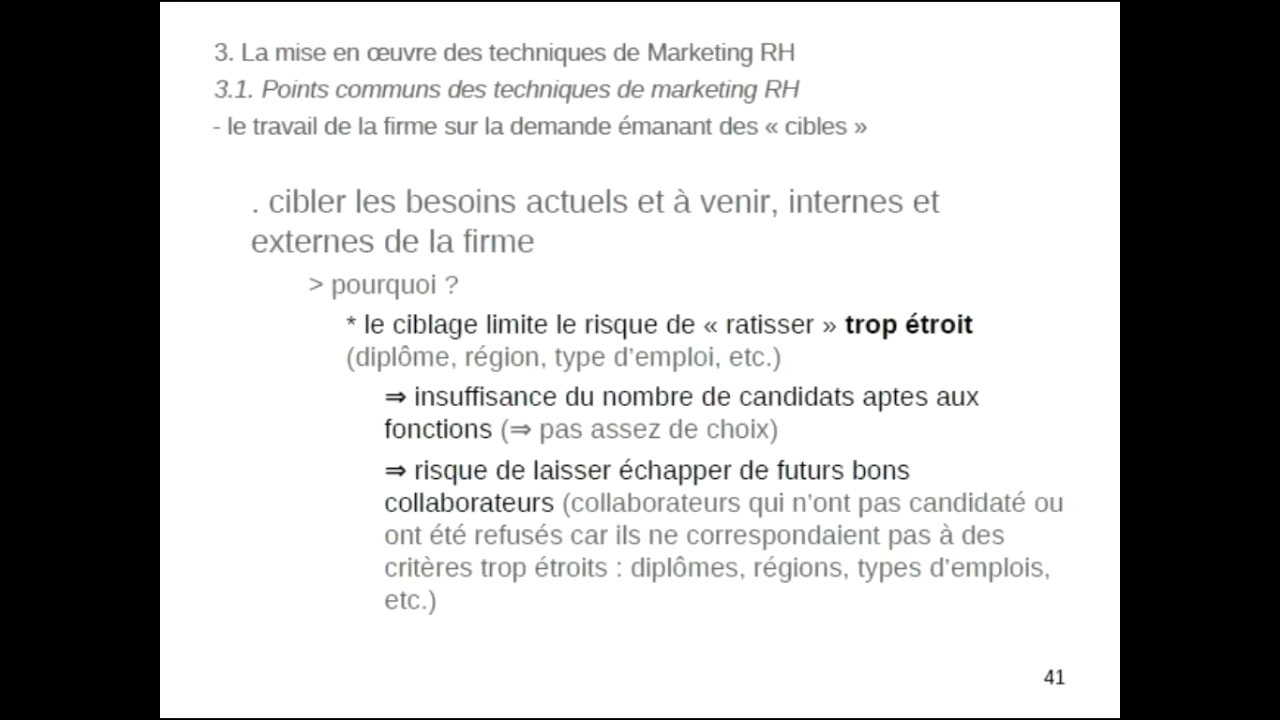 3. La mise en œuvre des techniques de Marketing RH
3.1. Points communs des techniques de marketing RH
- le travail de la firme sur la demande émanant des « cibles »
. cibler les besoins actuels et à venir, internes et
externes de la firme
> pourquoi ?
* le ciblage limite le risque de « ratisser » trop étroit
(diplôme, région, type d’emploi, etc.)
⇒ insuffisance du nombre de candidats aptes aux
fonctions (⇒ pas assez de choix)
⇒ risque de laisser échapper de futurs bons
collaborateurs (collaborateurs qui n’ont pas candidaté ou
ont été refusés car ils ne correspondaient pas à des
critères trop étroits : diplômes, régions, types d’emplois,
etc.)
41